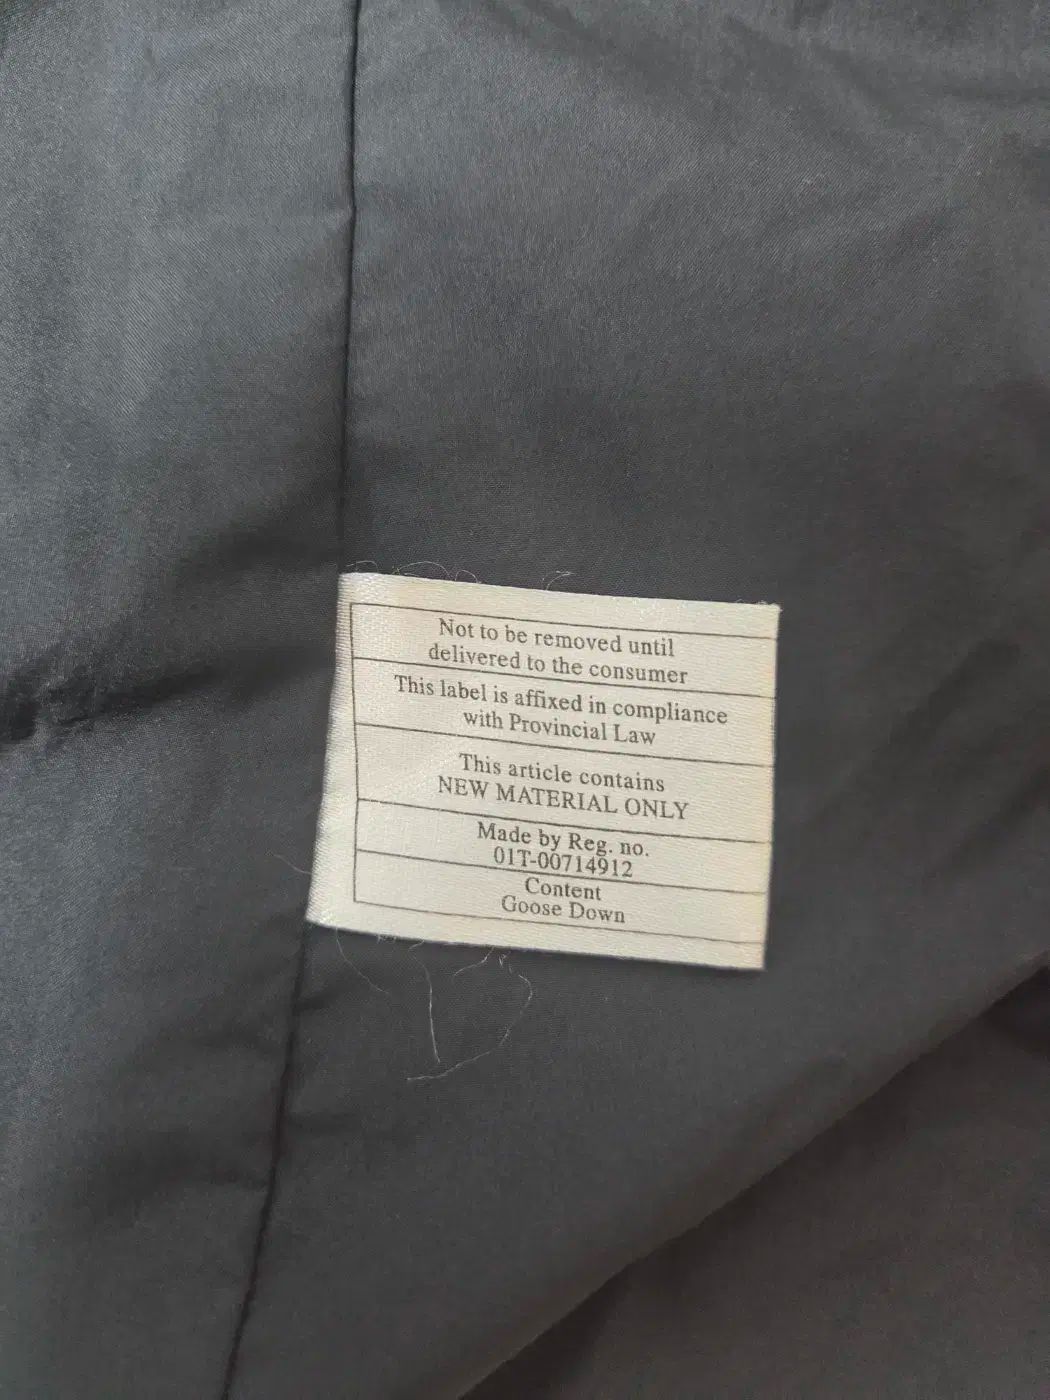 Not to be removed until
delivered to the consumer
This label is affixed in compliance
with Provincial Law
This article contains
NEW MATERIAL ONLY
Made by Reg. no.
01T-00714912
Content
Goose Down